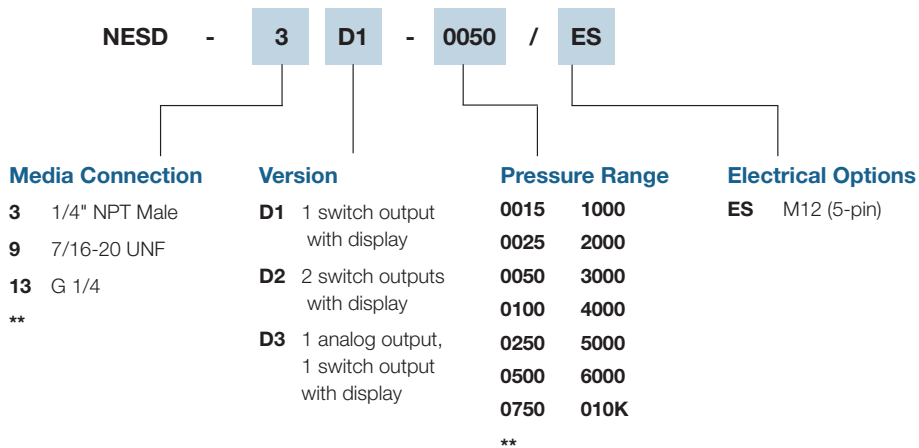 NESD - 3 D1 - 0050 / ES
Media Connection
3 1/4" NPT Male
9 7/16-20 UNF
13 G 1/4
**
Version
D1 1 switch output
with display
D2 2 switch outputs
with display
D3 1 analog output,
1 switch output
with display
Pressure Range
0015 1000
0025 2000
0050 3000
0100 4000
0250 5000
0500 6000
0750 010K
**
Electrical Options
ES M12 (5-pin)